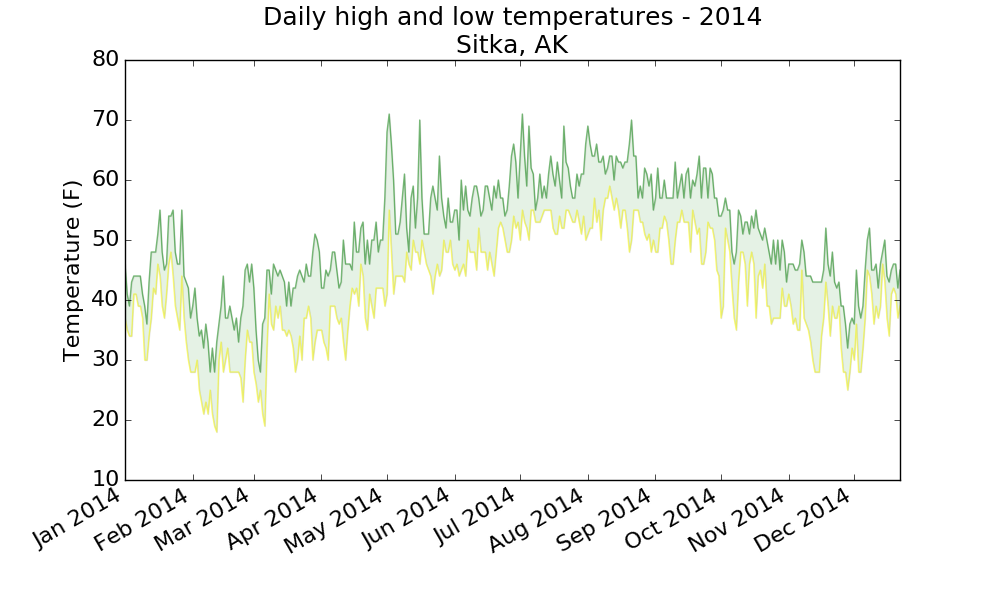 Daily high and low temperatures - 2014
Sitka, AK
80
70
60
50
40
30
20
10
Temperature (F)
Jan 2014
Feb 2014
Mar 2014
Apr 2014
May 2014
Jun 2014
Jul 2014
Aug 2014
Sep 2014
Oct 2014
Nov 2014
Dec 2014